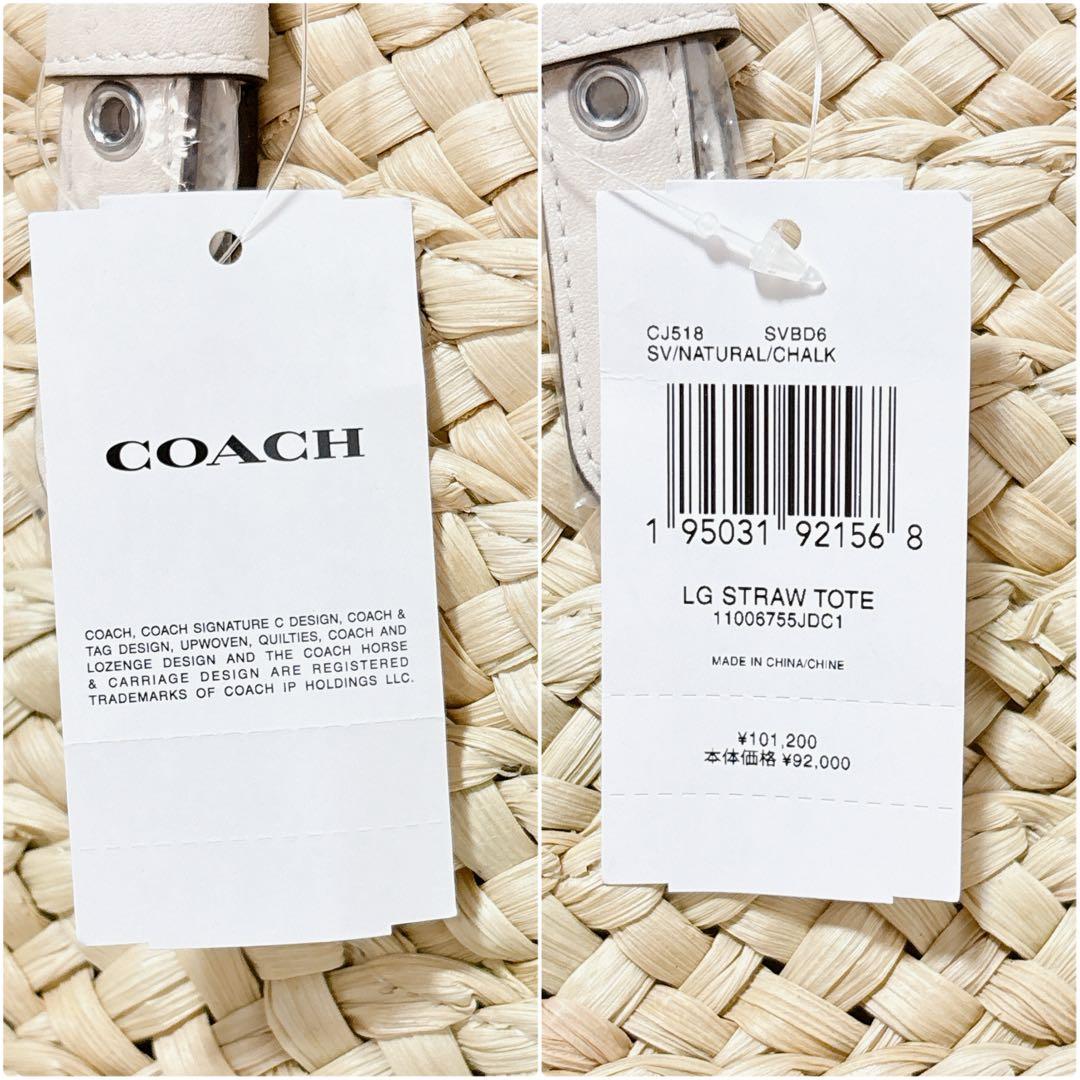 COACH
COACH, COACH SIGNATURE C DESIGN, COACH &
TAG DESIGN, UPWOVEN, QUILTIES, COACH AND
LOZENGE DESIGN AND THE COACH HORSE
& CARRIAGE DESIGN ARE REGISTERED
TRADEMARKS OF COACH IP HOLDINGS LLC.
CJ518 SVBD6
SV/NATURAL/CHALK
1 95031 92156 8
LG STRAW TOTE
11006755JDC1
MADE IN CHINA/CHINE
¥101,200
本体価格 ¥92,000